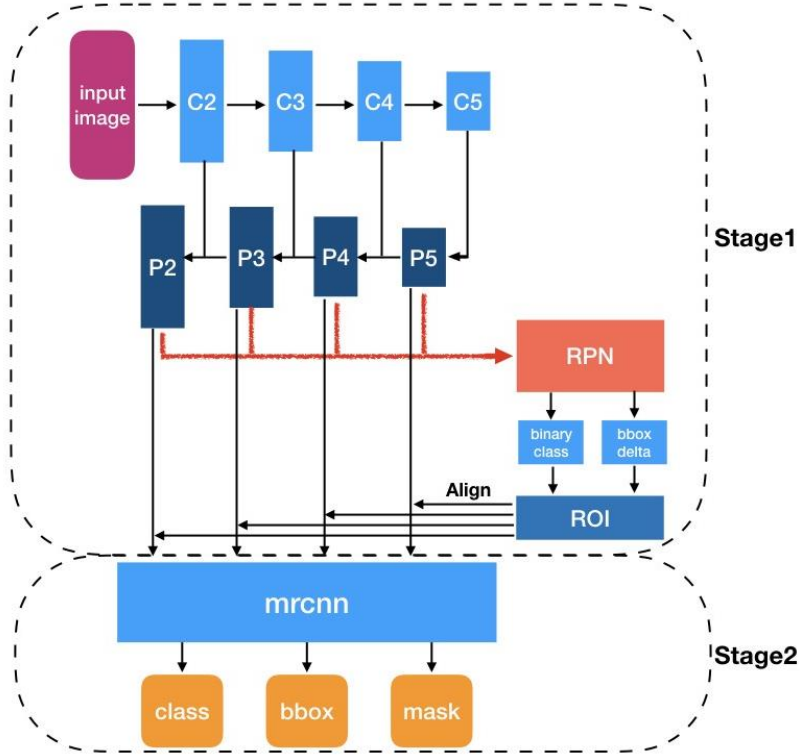 input
image
C2
C3
C4
C5
P2
P3
P4
P5
Stage1
RPN
binary
class
bbox
delta
Align
ROI
mrcnn
Stage2
class
bbox
mask